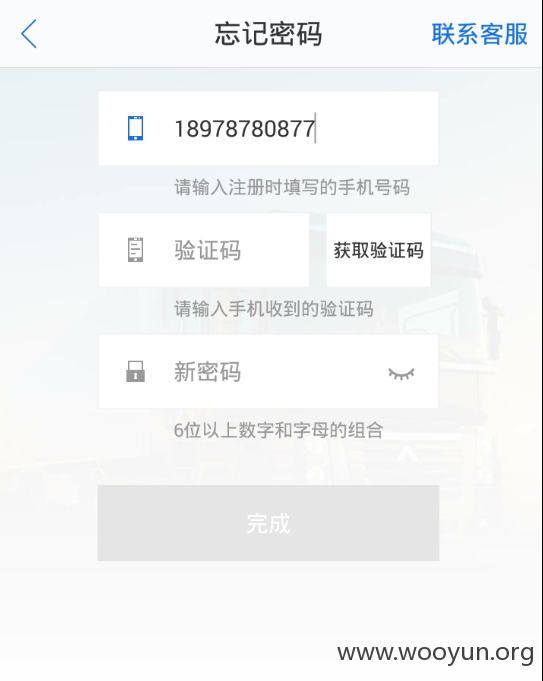 忘记密码 联系客服
18978780877
请输入注册时填写的手机号码
验证码 获取验证码
请输入手机收到的验证码
新密码
6位以上数字和字母的组合
完成
www.wooyun.org